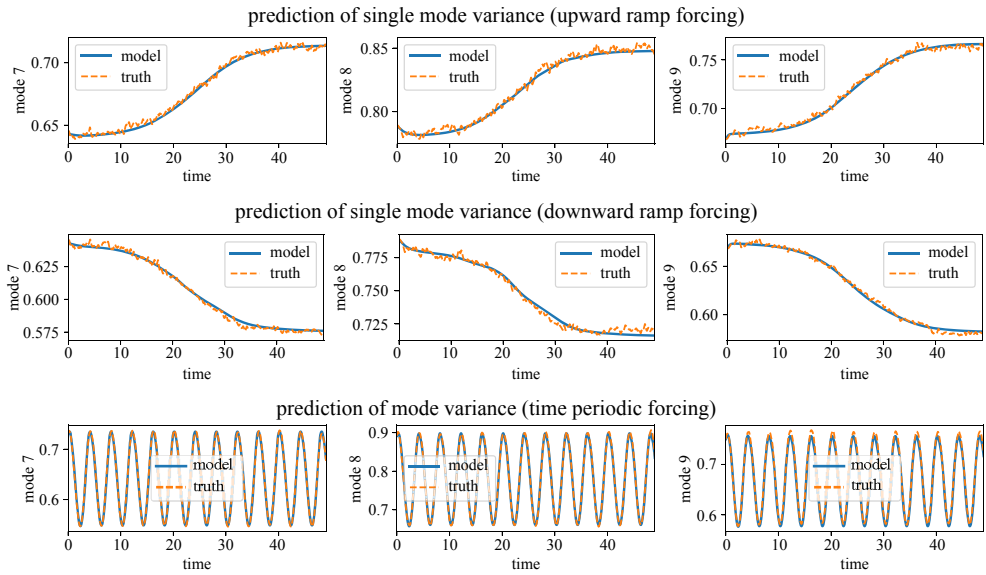 prediction of single mode variance (upward ramp forcing)
mode 7
0.70
0.65
model
truth
0 10 20 30 40
time
mode 8
0.85
0.80
model
truth
0 10 20 30 40
time
mode 9
0.75
0.70
model
truth
0 10 20 30 40
time
prediction of single mode variance (downward ramp forcing)
mode 7
0.625
0.600
0.575
model
truth
0 10 20 30 40
time
mode 8
0.775
0.750
0.725
model
truth
0 10 20 30 40
time
mode 9
0.65
0.60
model
truth
0 10 20 30 40
time
prediction of mode variance (time periodic forcing)
mode 7
0.7
0.6
model
truth
0 10 20 30 40
time
mode 8
0.9
0.8
0.7
model
truth
0 10 20 30 40
time
mode 9
0.7
0.6
model
truth
0 10 20 30 40
time